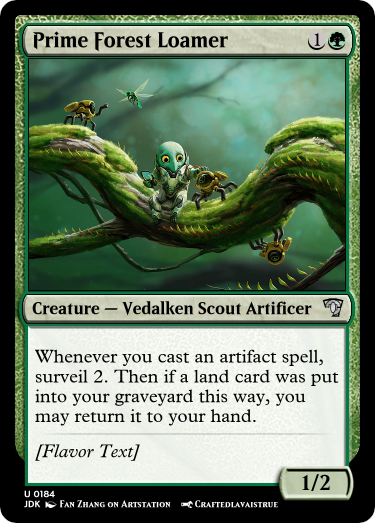 Prime Forest Loamer 1
Creature — Vedalken Scout Artificer
Whenever you cast an artifact spell,
surveil 2. Then if a land card was put
into your graveyard this way, you
may return it to your hand.
[Flavor Text]
1/2
U 0184
JDK Fan Zhang on Artstation Craftedlavaistrue